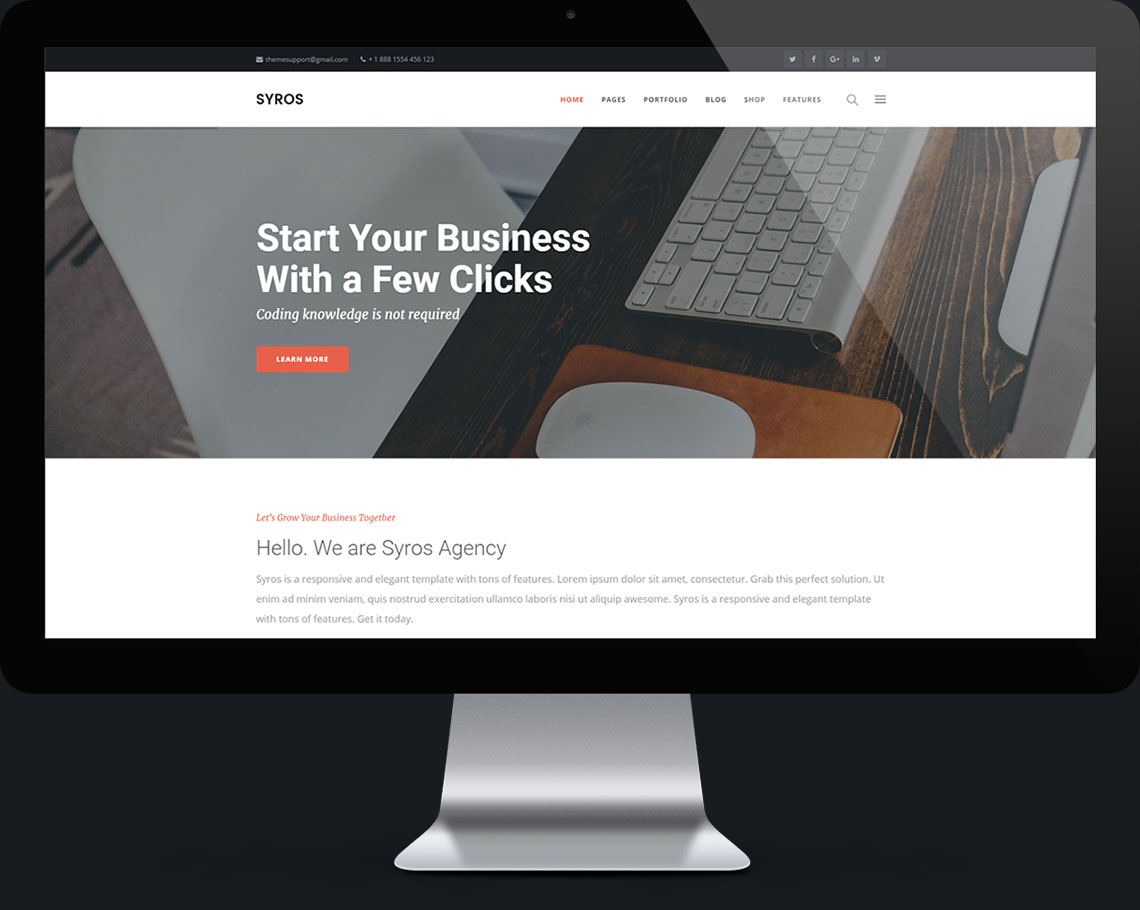 themesupport@gmail.com + 1 888 1554 456 123
SYROS
HOME PAGES PORTFOLIO BLOG SHOP FEATURES
Start Your Business
With a Few Clicks
Coding knowledge is not required
LEARN MORE
Let's Grow Your Business Together
Hello. We are Syros Agency
Syros is a responsive and elegant template with tons of features. Lorem ipsum dolor sit amet, consectetur. Grab this perfect solution. Ut
enim ad minim veniam, quis nostrud exercitation ullamco laboris nisi ut aliquip awesome. Syros is a responsive and elegant template
with tons of features. Get it today.